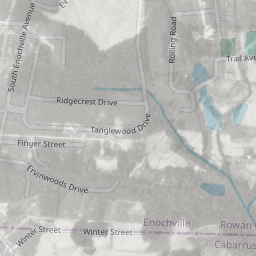 South Enochville Avenue
Rolling Road
Trail Ave
Ridgecrest Drive
Tanglewood Drive
Finger Street
Ervinwoods Drive
Enochville
Rowan
Winter Street
Winter Street
Cabarrus